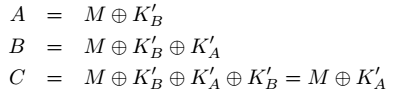 A = M ⊕ K′_B
B = M ⊕ K′_B ⊕ K′_A
C = M ⊕ K′_B ⊕ K′_A ⊕ K′_B = M ⊕ K′_A